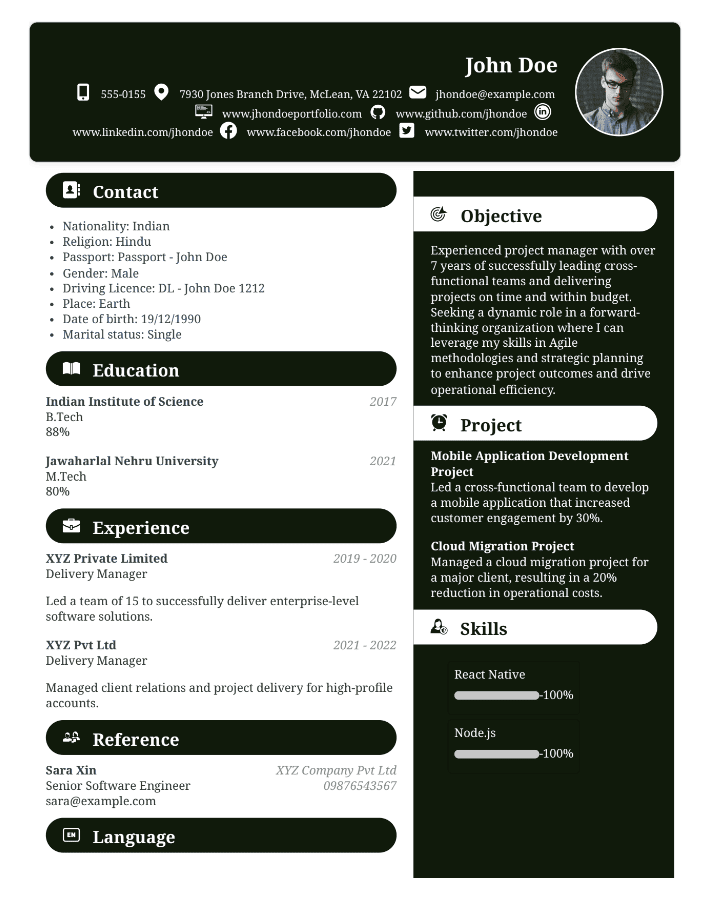 John Doe
555-0155 7930 Jones Branch Drive, McLean, VA 22102 jhondoe@example.com
www.jhondoeportfolio.com www.github.com/jhondoe
www.linkedin.com/jhondoe www.facebook.com/jhondoe www.twitter.com/jhondoe
Contact
• Nationality: Indian
• Religion: Hindu
• Passport: Passport - John Doe
• Gender: Male
• Driving Licence: DL - John Doe 1212
• Place: Earth
• Date of birth: 19/12/1990
• Marital status: Single
Education
Indian Institute of Science 2017
B.Tech
88%
Jawaharlal Nehru University 2021
M.Tech
80%
Experience
XYZ Private Limited 2019 - 2020
Delivery Manager
Led a team of 15 to successfully deliver enterprise-level
software solutions.
XYZ Pvt Ltd 2021 - 2022
Delivery Manager
Managed client relations and project delivery for high-profile
accounts.
Reference
Sara Xin XYZ Company Pvt Ltd
Senior Software Engineer 09876543567
sara@example.com
EN Language
Objective
Experienced project manager with over
7 years of successfully leading cross-
functional teams and delivering
projects on time and within budget.
Seeking a dynamic role in a forward-
thinking organization where I can
leverage my skills in Agile
methodologies and strategic planning
to enhance project outcomes and drive
operational efficiency.
Project
Mobile Application Development
Project
Led a cross-functional team to develop
a mobile application that increased
customer engagement by 30%.
Cloud Migration Project
Managed a cloud migration project for
a major client, resulting in a 20%
reduction in operational costs.
Skills
React Native
-100%
Node.js
-100%